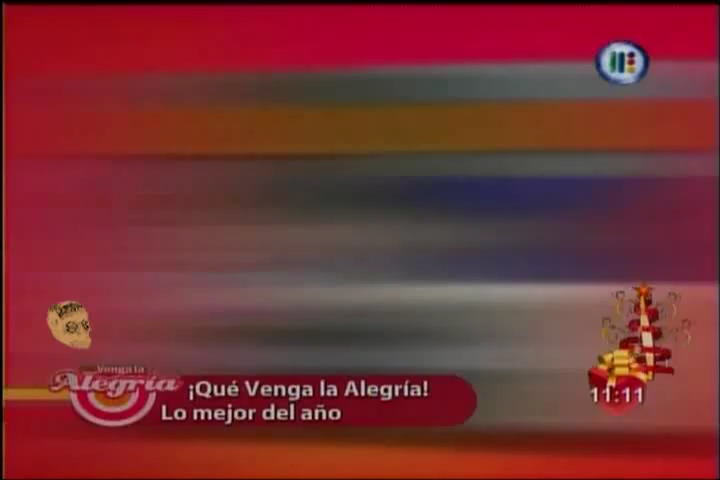 Venga la
Alegría
¡Qué Venga la Alegría!
Lo mejor del año
11:11